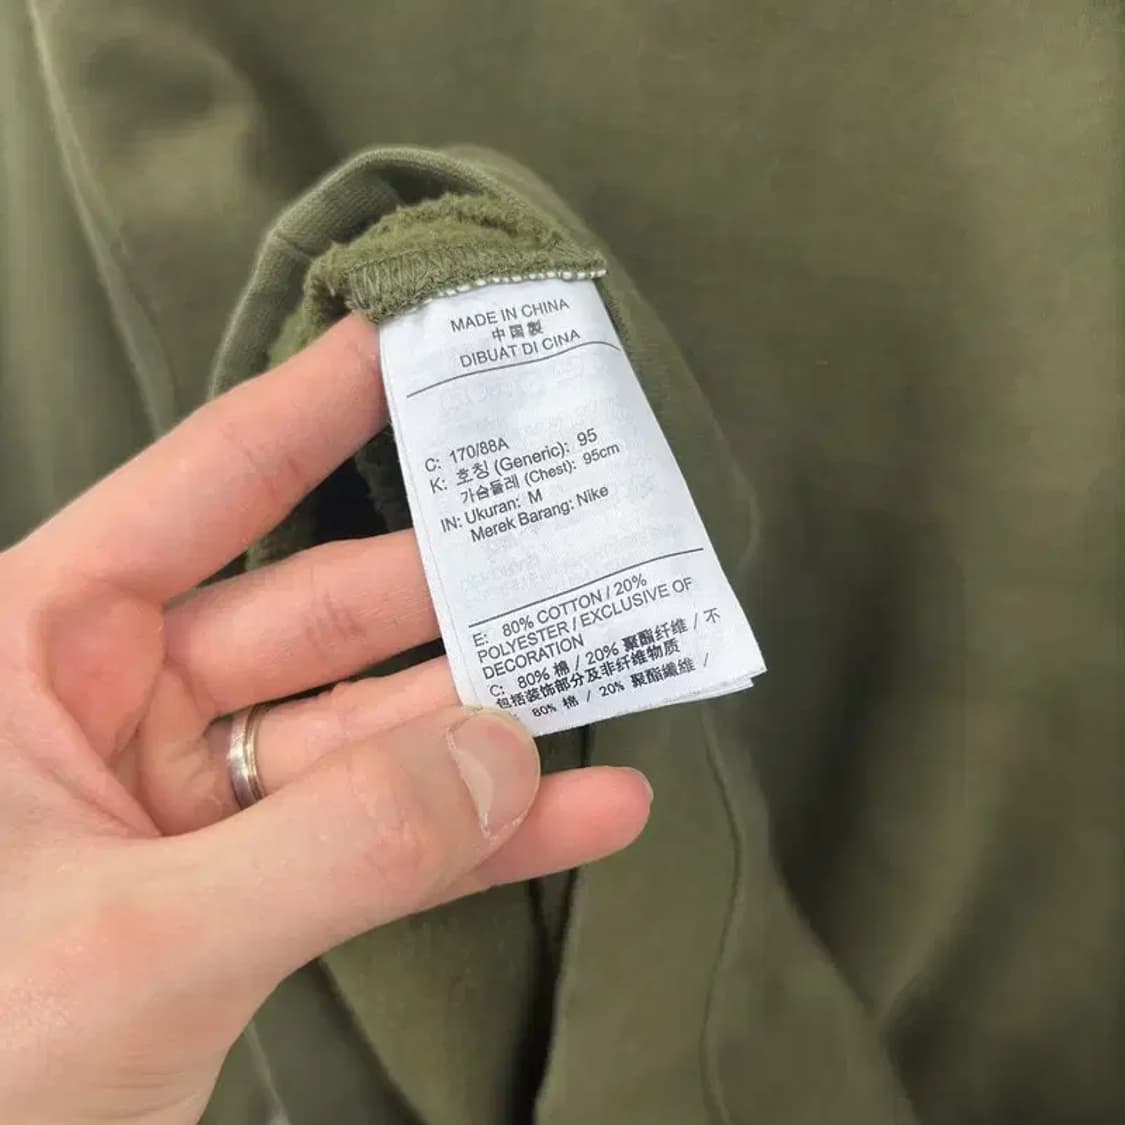 MADE IN CHINA
中国製
DIBUAT DI CINA
C: 170/88A
K: 호칭 (Generic): 95
가슴둘레 (Chest): 95cm
IN: Ukuran: M
Merek Barang: Nike
E: 80% COTTON / 20%
POLYESTER / EXCLUSIVE OF
DECORATION
C: 80% 棉 / 20% 聚酯纤维 / 不
包括装饰部分及非纤维物质
80% 棉 / 20% 聚酯纖維 /